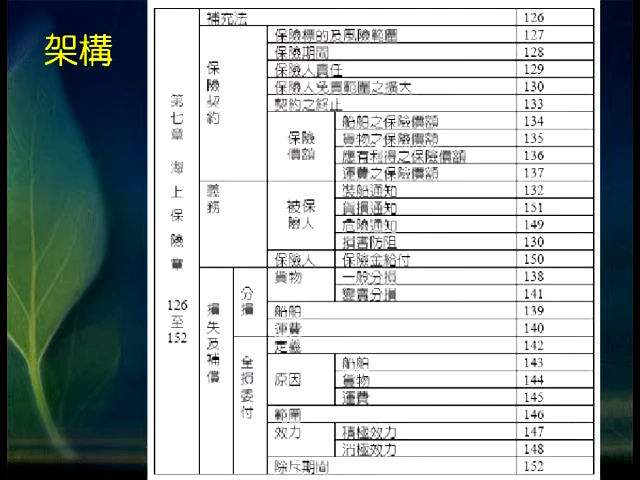 架構
第七章 海上保險章 126至152
補充法 126
保險契約
保險標的及風險範圍 127
保險期間 128
保險人責任 129
保險人免責範圍之擴大 130
契約之終止 133
保險價額
船舶之保險價額 134
貨物之保險價額 135
應有利得之保險價額 136
運費之保險價額 137
義務
被保險人
裝船通知 132
貨損通知 151
危險通知 149
損害防阻 130
保險人 保險金給付 150
損失及補償
分損
貨物 一般分損 138
變賣分損 141
船舶 139
運費 140
全損委付
定義 142
原因
船舶 143
貨物 144
運費 145
範圍 146
效力 積極效力 147
消極效力 148
除斥期間 152